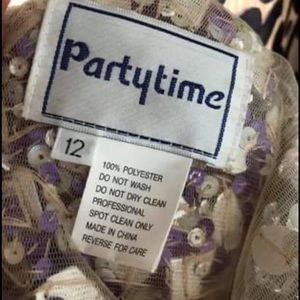 Partytime
12
100% POLYESTER
DO NOT WASH
DO NOT DRY CLEAN
PROFESSIONAL
SPOT CLEAN ONLY
MADE IN CHINA
REVERSE FOR CARE